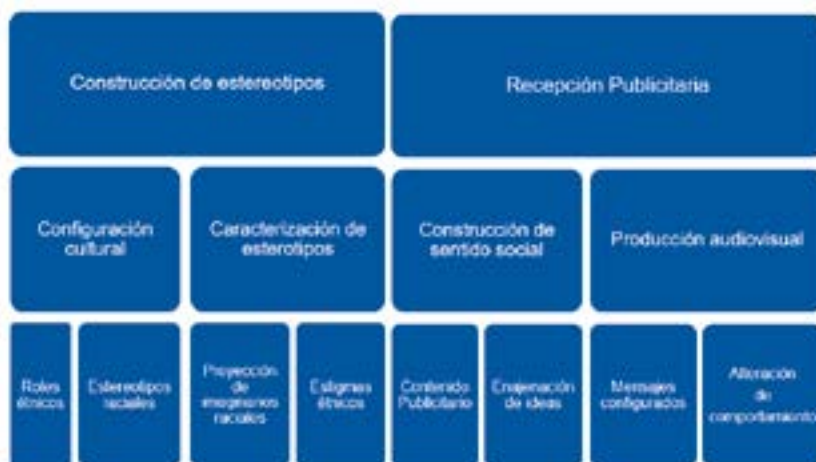 Construcción de estereotipos
Recepción Publicitaria
Configuración
cultural
Caracterización de
esterotipos
Construcción de
sentido social
Producción audiovisual
Roles
étnicos
Estereotipos
raciales
Proyección
de
imaginarios
raciales
Estigmas
étnicos
Contenido
Publicitario
Enajenación
de ideas
Mensajes
configurados
Alteración
de
comportamiento